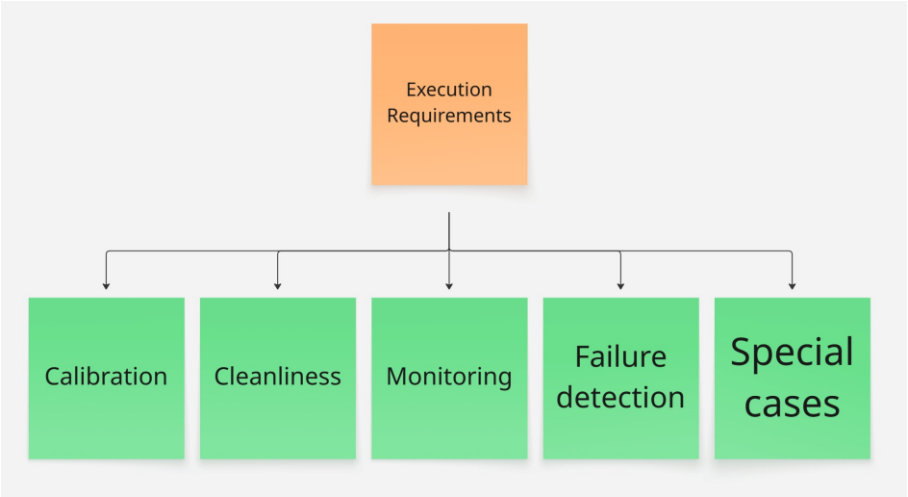 Execution
Requirements
Calibration
Cleanliness
Monitoring
Failure
detection
Special
cases